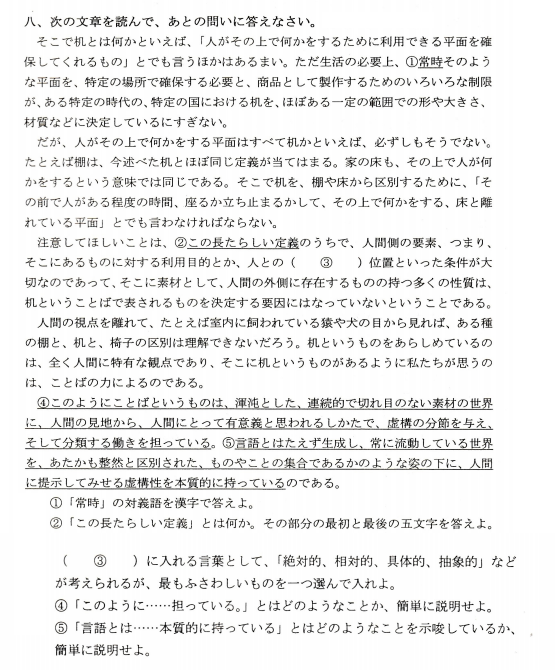 八、次の文章を読んで、あとの問いに答えなさい。
そこで机とは何かといえば、「人がその上で何かをするために利用できる平面を確
保してくれるもの」とでも言うほかはあるまい。ただ生活の必要上、①常時そのよう
な平面を、特定の場所で確保する必要と、商品として製作するためのいろいろな制限
が、ある特定の時代の、特定の国における机を、ほぼある一定の範囲での形や大きさ、
材質などに決定しているにすぎない。
だが、人がその上で何かをする平面はすべて机かといえば、必ずしもそうでない。
たとえば棚は、今述べた机とほぼ同じ定義が当てはまる。家の床も、その上で人が何
かをするという意味では同じである。そこで机を、棚や床から区別するために、「そ
の前で人がある程度の時間、座るか立ち止まるかして、その上で何かをする、床と離
れている平面」とでも言わなければならない。
注意してほしいことは、②この長たらしい定義のうちで、人間側の要素、つまり、
そこにあるものに対する利用目的とか、人との（　③　）位置といった条件が大
切なのであって、そこに素材として、人間の外側に存在するものの持つ多くの性質は、
机ということばで表されるものを決定する要因にはなっていないということである。
人間の視点を離れて、たとえば室内に飼われている猿や犬の目から見れば、ある種
の棚と、机と、椅子の区別は理解できないだろう。机というものをあらしめているの
は、全く人間に特有な観点であり、そこに机というものがあるように私たちが思うの
は、ことばの力によるのである。
④このようにことばというものは、渾沌とした、連続的で切れ目のない素材の世界
に、人間の見地から、人間にとって有意義と思われるしかたで、虚構の分節を与え、
そして分類する働きを担っている。⑤言語とはたえず生成し、常に流動している世界
を、あたかも整然と区別された、ものやことの集合であるかのような姿の下に、人間
に提示してみせる虚構性を本質的に持っているのである。
①「常時」の対義語を漢字で答えよ。
②「この長たらしい定義」とは何か。その部分の最初と最後の五文字を答えよ。
（　③　）に入れる言葉として、「絶対的、相対的、具体的、抽象的」など
が考えられるが、最もふさわしいものを一つ選んで入れよ。
④「このように……担っている。」とはどのようなことか、簡単に説明せよ。
⑤「言語とは……本質的に持っている」とはどのようなことを示唆しているか、
簡単に説明せよ。